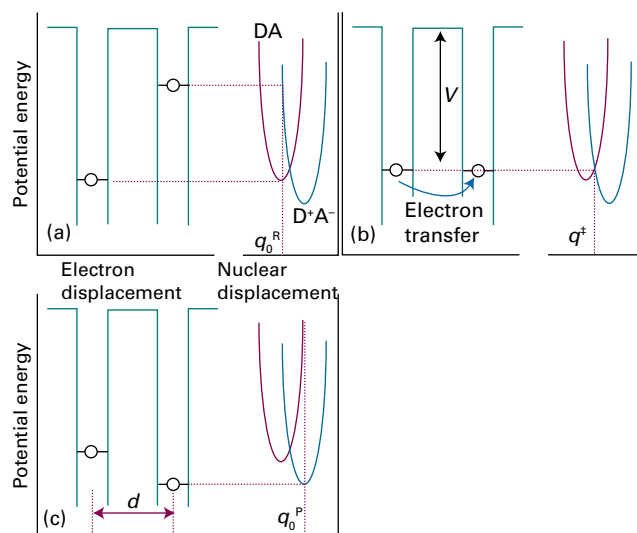 Potential energy
DA
D⁺A⁻
(a)
q₀ᴿ
V
Electron
transfer
(b)
q‡
Electron
displacement
Nuclear
displacement
Potential energy
d
(c)
q₀ᴾ